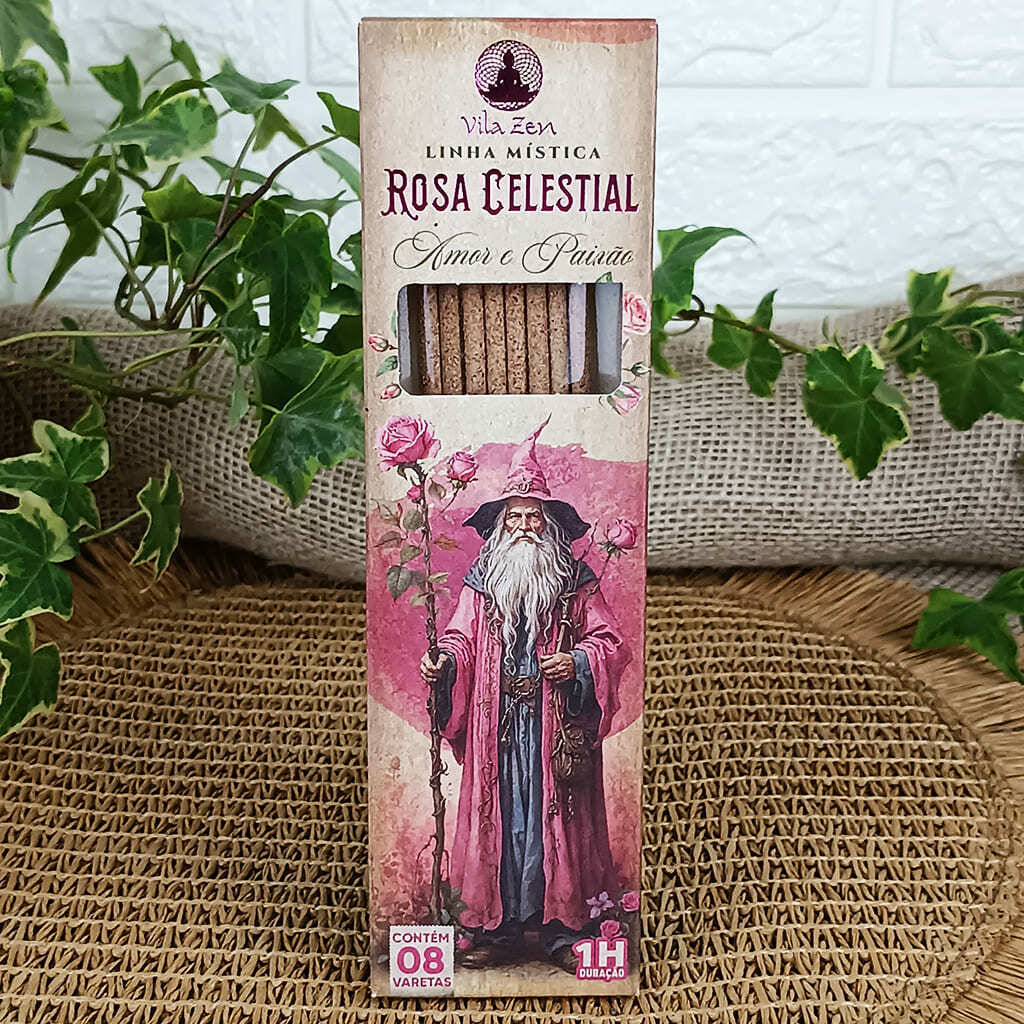 Vila Zen
LINHA MÍSTICA
ROSA CELESTIAL
Amor e Paixão
CONTÉM
08
VARETAS
1H
DURAÇÃO